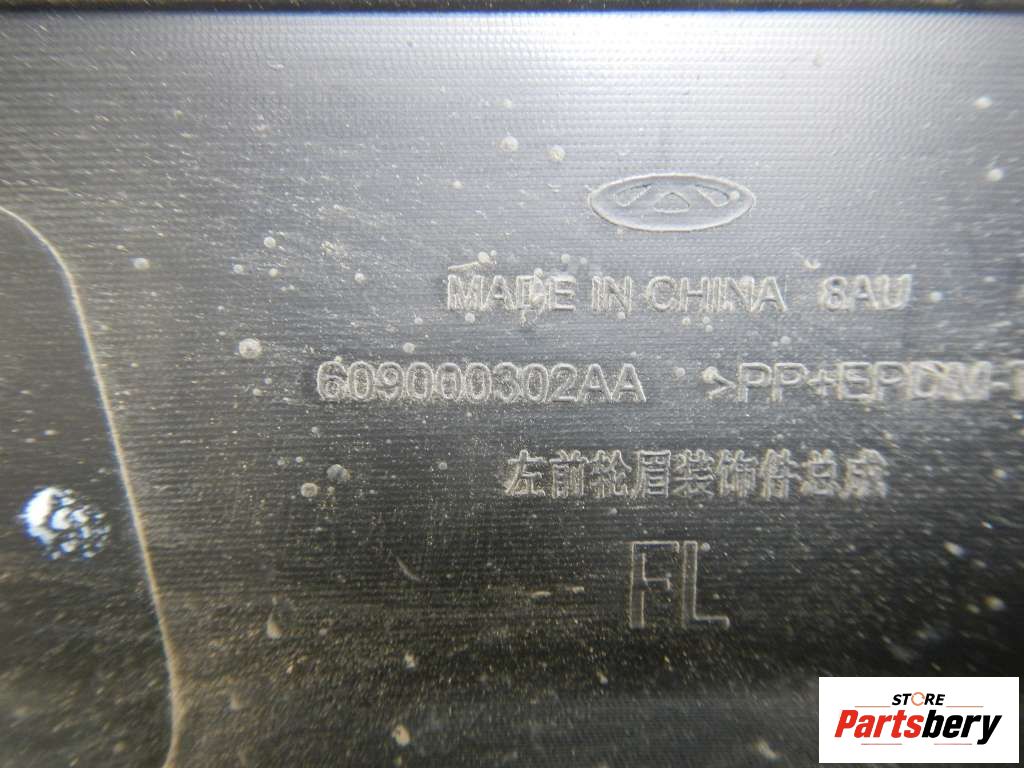 MADE IN CHINA 8AU
609000302AA >PP+EPDM-
左前轮眉装饰件总成
FL
STORE
Partsbery